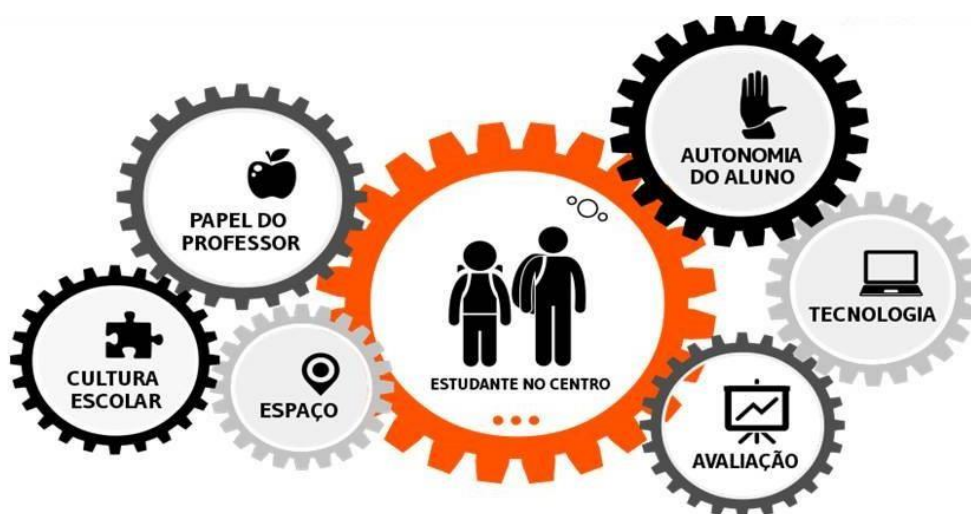 AUTONOMIA
DO ALUNO
PAPEL DO
PROFESSOR
TECNOLOGIA
CULTURA
ESCOLAR
ESPAÇO
ESTUDANTE NO CENTRO
AVALIAÇÃO